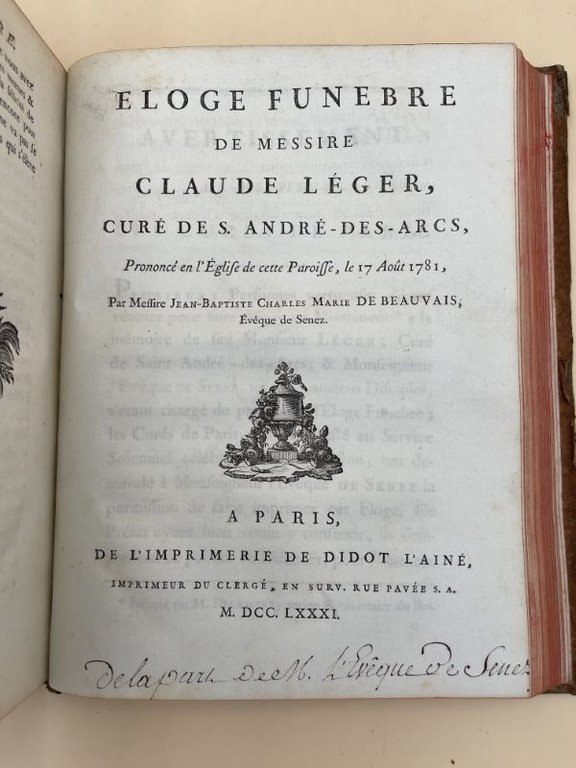 ELOGE FUNEBRE
DE MESSIRE
CLAUDE LÉGER,
CURÉ DE S. ANDRÉ-DES-ARCS,
Prononcé en l'Égliſe de cette Paroiſſe, le 17 Août 1781,
Par Meſſire JEAN-BAPTISTE CHARLES MARIE DE BEAUVAIS,
Évêque de Senez.
A PARIS,
DE L'IMPRIMERIE DE DIDOT L'AINÉ,
IMPRIMEUR DU CLERGÉ, EN SURV. RUE PAVÉE S. A.
M. DCC. LXXXI.
De la part de M. l'Evêque de Senez